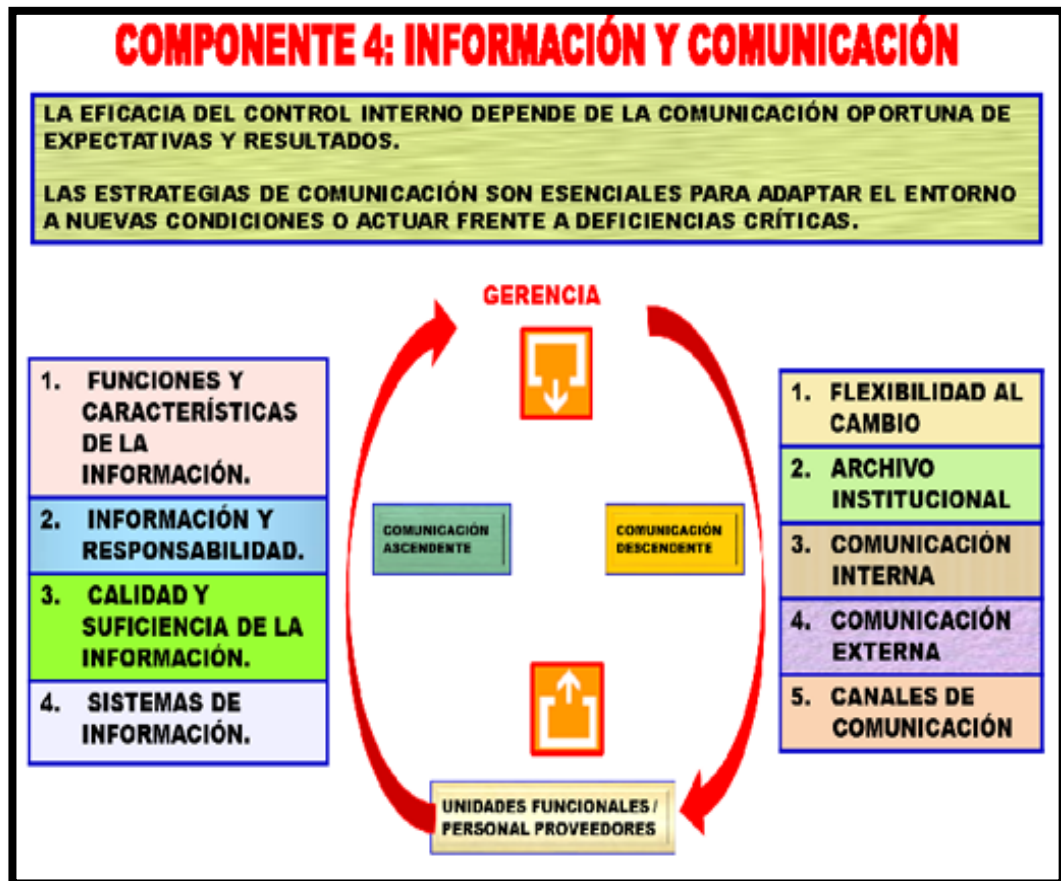 COMPONENTE 4: INFORMACIÓN Y COMUNICACIÓN
LA EFICACIA DEL CONTROL INTERNO DEPENDE DE LA COMUNICACIÓN OPORTUNA DE
EXPECTATIVAS Y RESULTADOS.
LAS ESTRATEGIAS DE COMUNICACIÓN SON ESENCIALES PARA ADAPTAR EL ENTORNO
A NUEVAS CONDICIONES O ACTUAR FRENTE A DEFICIENCIAS CRÍTICAS.
GERENCIA
1. FUNCIONES Y
CARACTERÍSTICAS
DE LA
INFORMACIÓN.
2. INFORMACIÓN Y
RESPONSABILIDAD.
3. CALIDAD Y
SUFICIENCIA DE LA
INFORMACIÓN.
4. SISTEMAS DE
INFORMACIÓN.
COMUNICACIÓN
ASCENDENTE
COMUNICACIÓN
DESCENDENTE
1. FLEXIBILIDAD AL
CAMBIO
2. ARCHIVO
INSTITUCIONAL
3. COMUNICACIÓN
INTERNA
4. COMUNICACIÓN
EXTERNA
5. CANALES DE
COMUNICACIÓN
UNIDADES FUNCIONALES /
PERSONAL PROVEEDORES